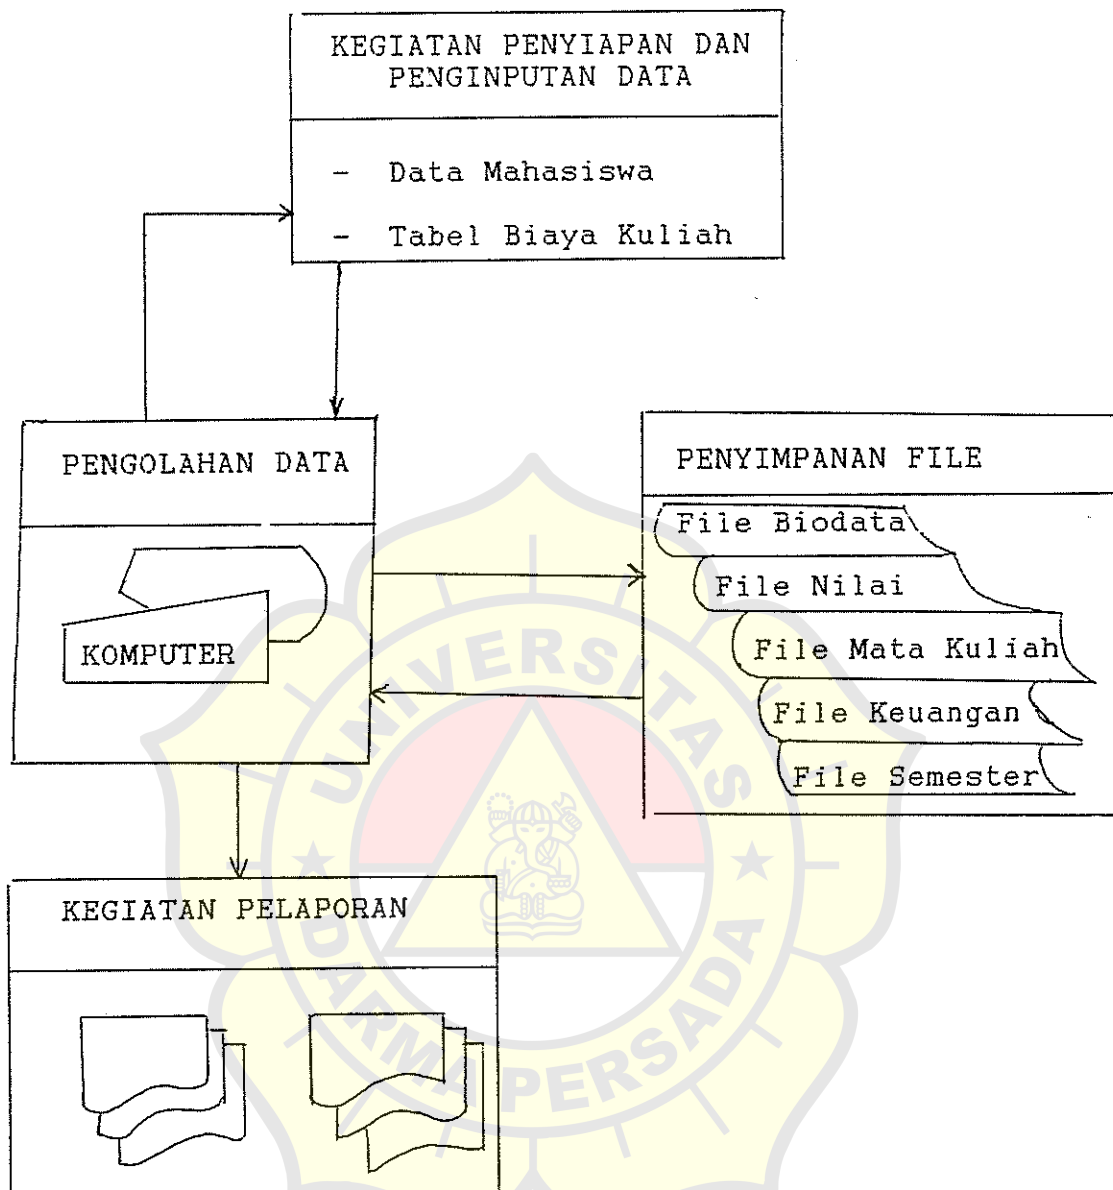 KEGIATAN PENYIAPAN DAN
PENGINPUTAN DATA
- Data Mahasiswa
- Tabel Biaya Kuliah
PENGOLAHAN DATA
KOMPUTER
PENYIMPANAN FILE
File Biodata
File Nilai
File Mata Kuliah
File Keuangan
File Semester
KEGIATAN PELAPORAN
UNIVERSITAS
DARMA PERSADA